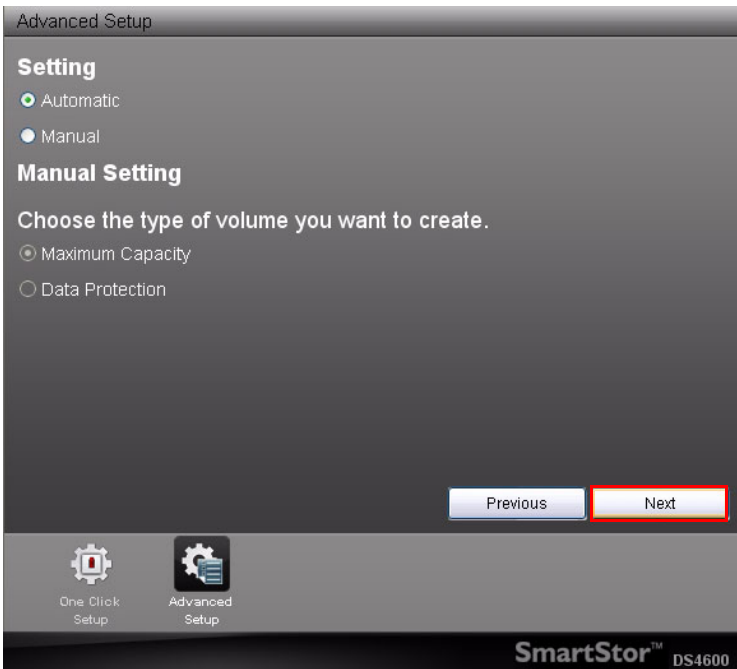 Advanced Setup
Setting
Automatic
Manual
Manual Setting
Choose the type of volume you want to create.
Maximum Capacity
Data Protection
Previous
Next
One Click
Setup
Advanced
Setup
SmartStor™ DS4600